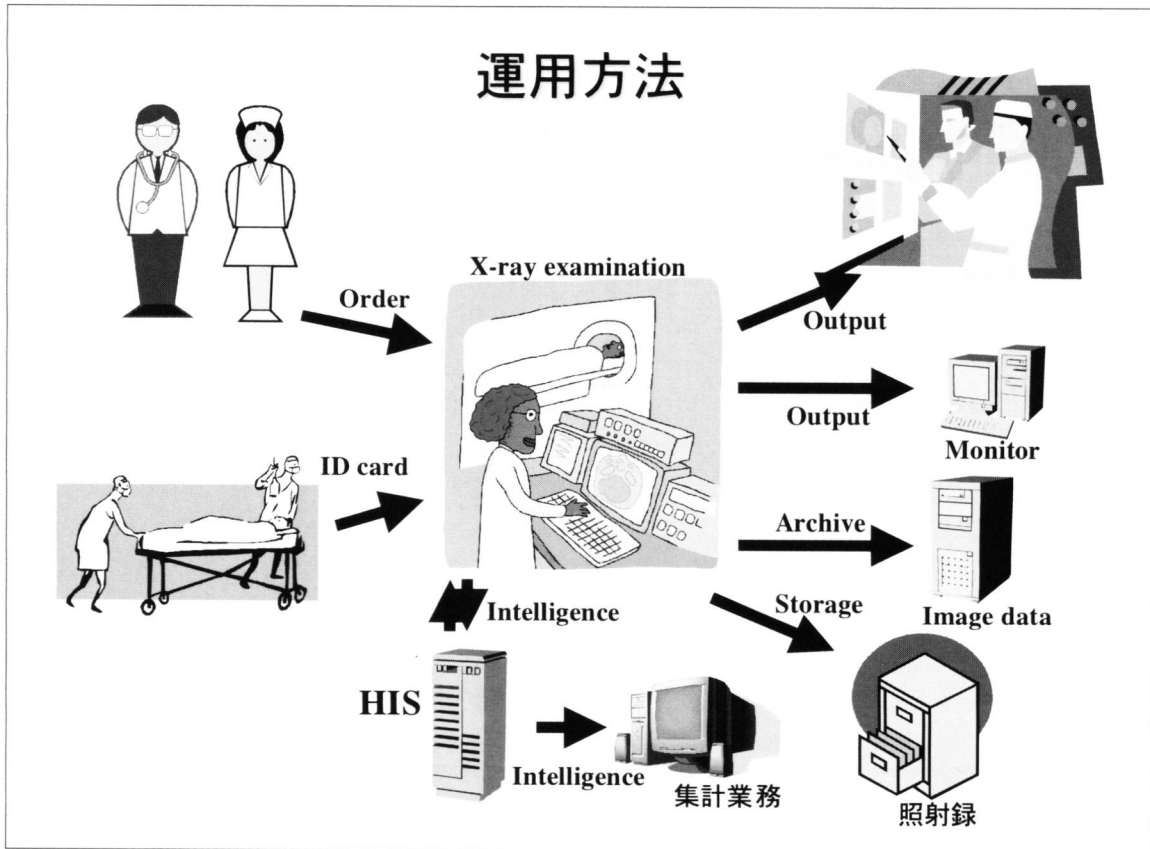 運用方法
X-ray examination
Order
Output
Output
Monitor
ID card
Archive
Image data
Intelligence
Storage
HIS
Intelligence
集計業務
照射録